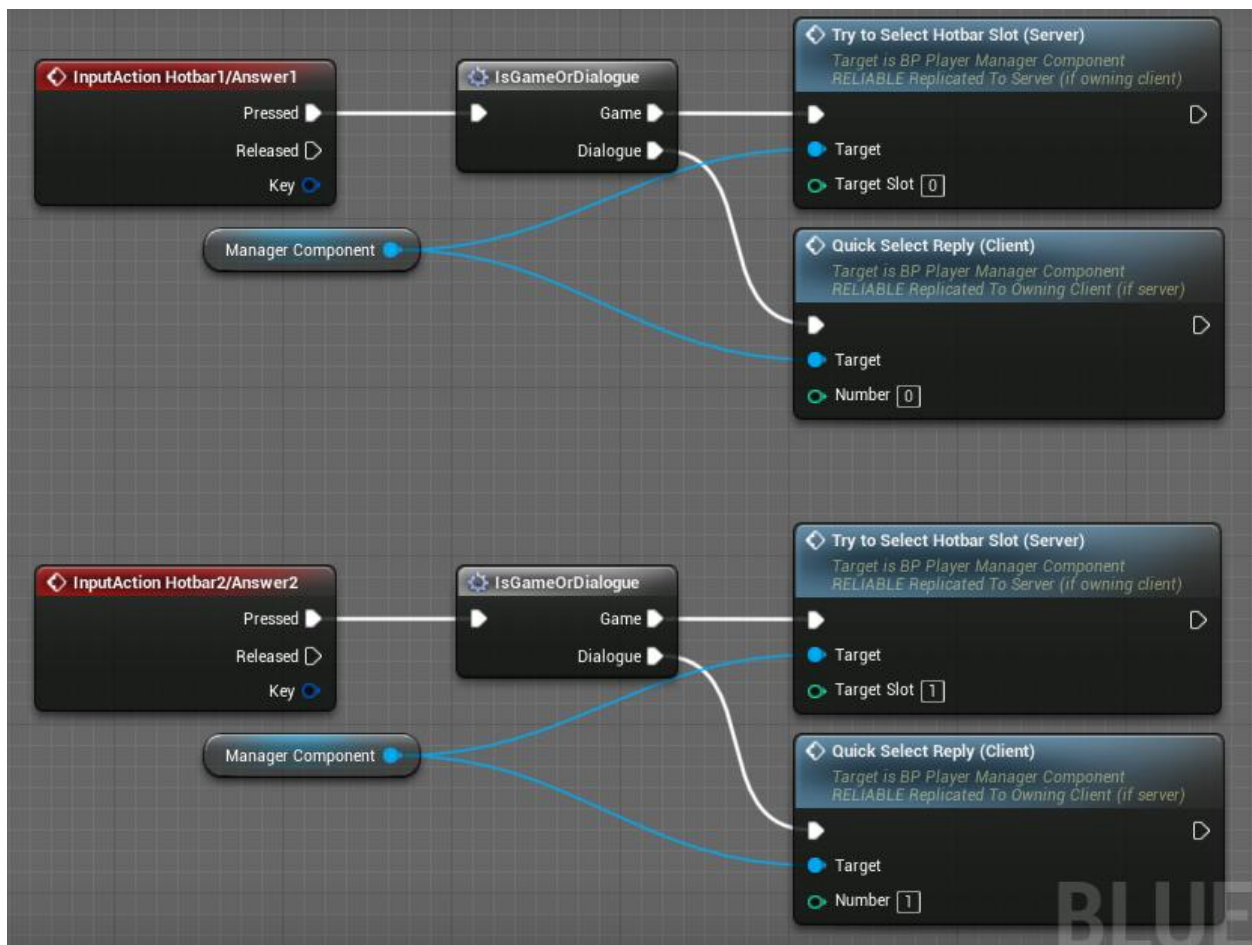 InputAction Hotbar1/Answer1
Pressed
Released
Key
Manager Component
IsGameOrDialogue
Game
Dialogue
Try to Select Hotbar Slot (Server)
Target is BP Player Manager Component
RELIABLE Replicated To Server (if owning client)
Target
Target Slot 0
Quick Select Reply (Client)
Target is BP Player Manager Component
RELIABLE Replicated To Owning Client (if server)
Target
Number 0
InputAction Hotbar2/Answer2
Pressed
Released
Key
Manager Component
IsGameOrDialogue
Game
Dialogue
Try to Select Hotbar Slot (Server)
Target is BP Player Manager Component
RELIABLE Replicated To Server (if owning client)
Target
Target Slot 1
Quick Select Reply (Client)
Target is BP Player Manager Component
RELIABLE Replicated To Owning Client (if server)
Target
Number 1
BLUE